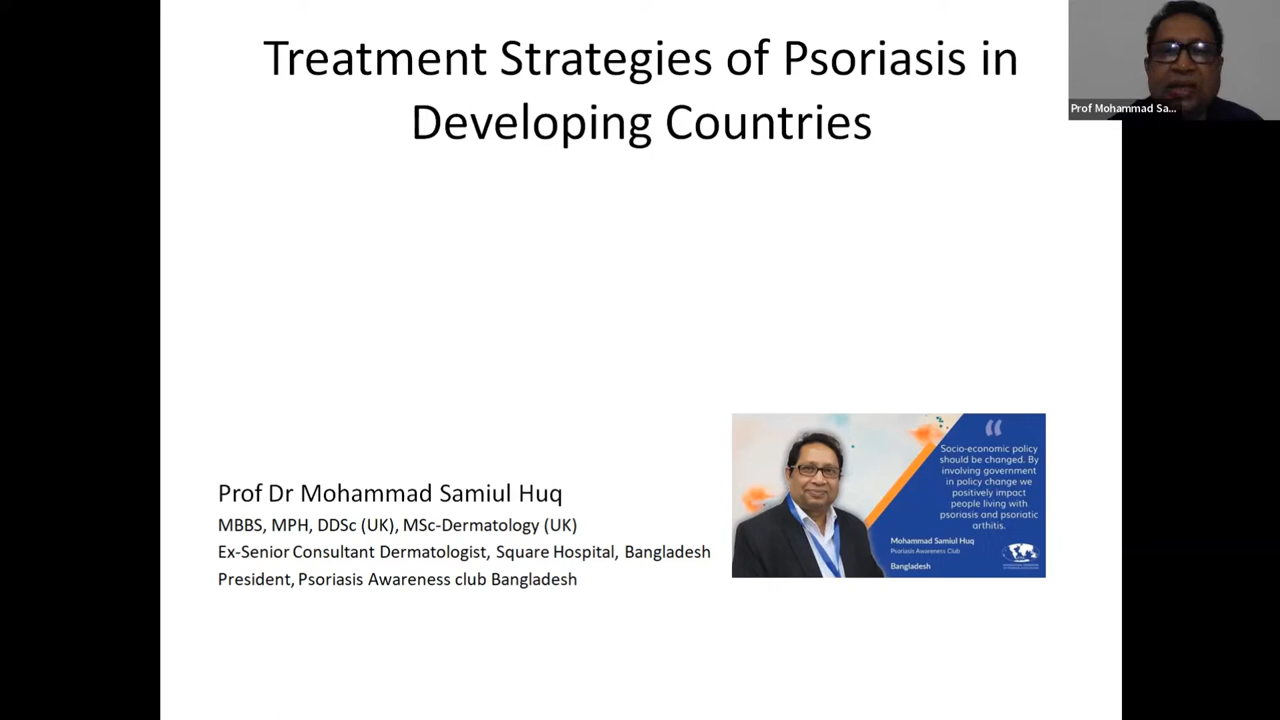 Treatment Strategies of Psoriasis in
Developing Countries
Prof Mohammad Sa...
Prof Dr Mohammad Samiul Huq
MBBS, MPH, DDSc (UK), MSc-Dermatology (UK)
Ex-Senior Consultant Dermatologist, Square Hospital, Bangladesh
President, Psoriasis Awareness club Bangladesh
“
Socio-economic policy
should be changed. By
involving government
in policy change we
positively impact
people living with
psoriasis and psoriatic
arthitis.
Mohammad Samiul Huq
Psoriasis Awareness Club
Bangladesh